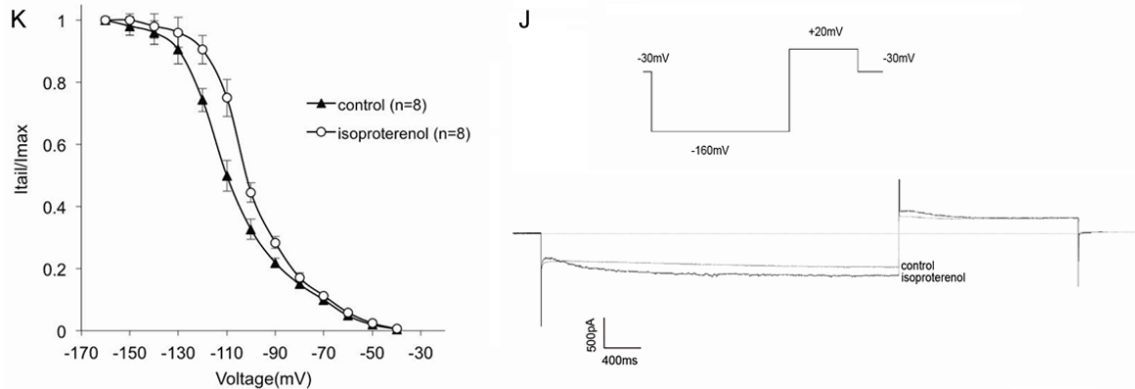 K
Itail/Imax
1
0.8
0.6
0.4
0.2
0
-170
-150
-130
-110
-90
-70
-50
-30
Voltage(mV)
control (n=8)
isoproterenol (n=8)
J
+20mV
-30mV
-30mV
-160mV
control
isoproterenol
500pA
400ms